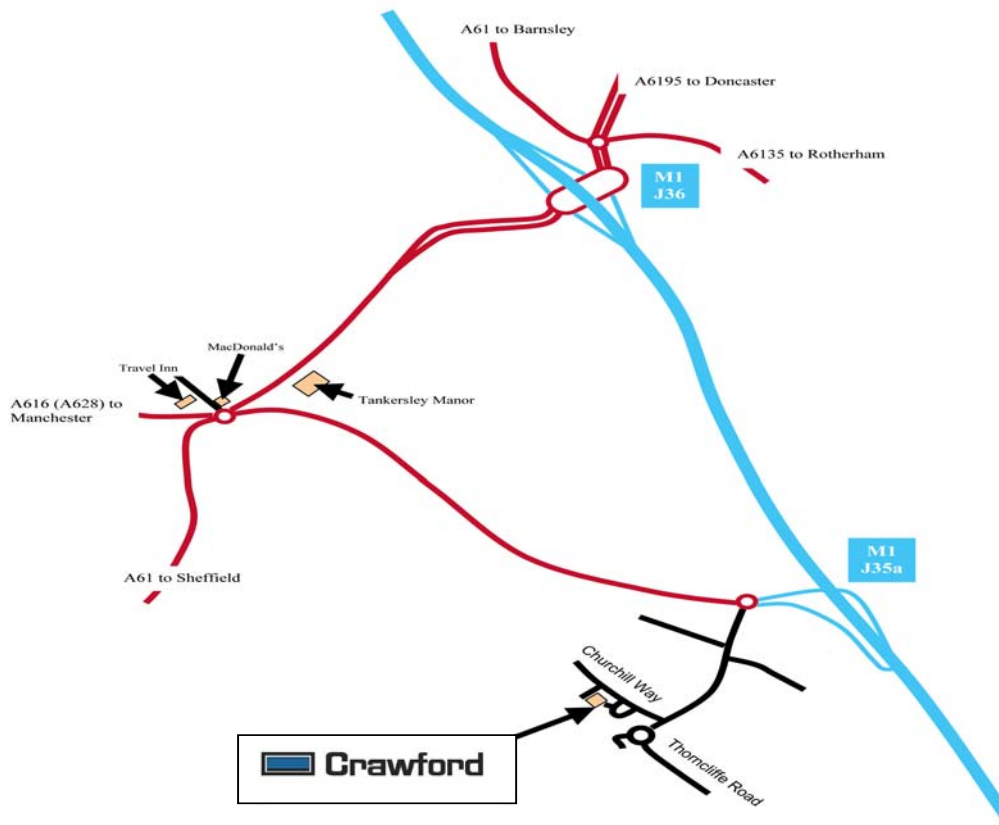 A61 to Barnsley
A6195 to Doncaster
A6135 to Rotherham
M1
J36
MacDonald's
Travel Inn
Tankersley Manor
A616 (A628) to
Manchester
M1
J35a
A61 to Sheffield
Churchill Way
Thorncliffe Road
Crawford